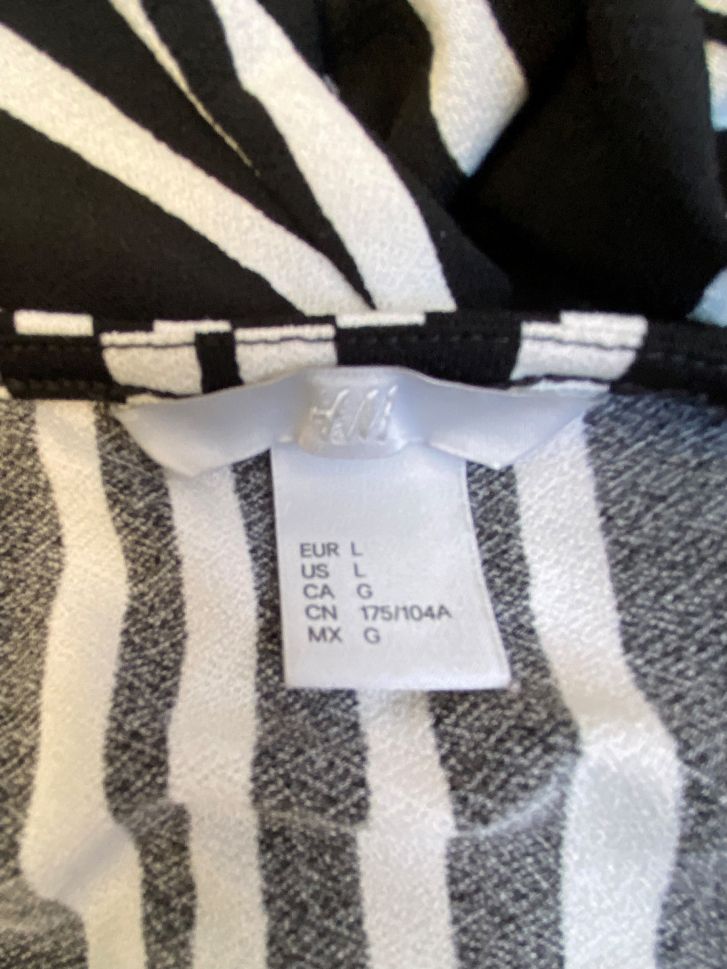 H&M
EUR L
US L
CA G
CN 175/104A
MX G